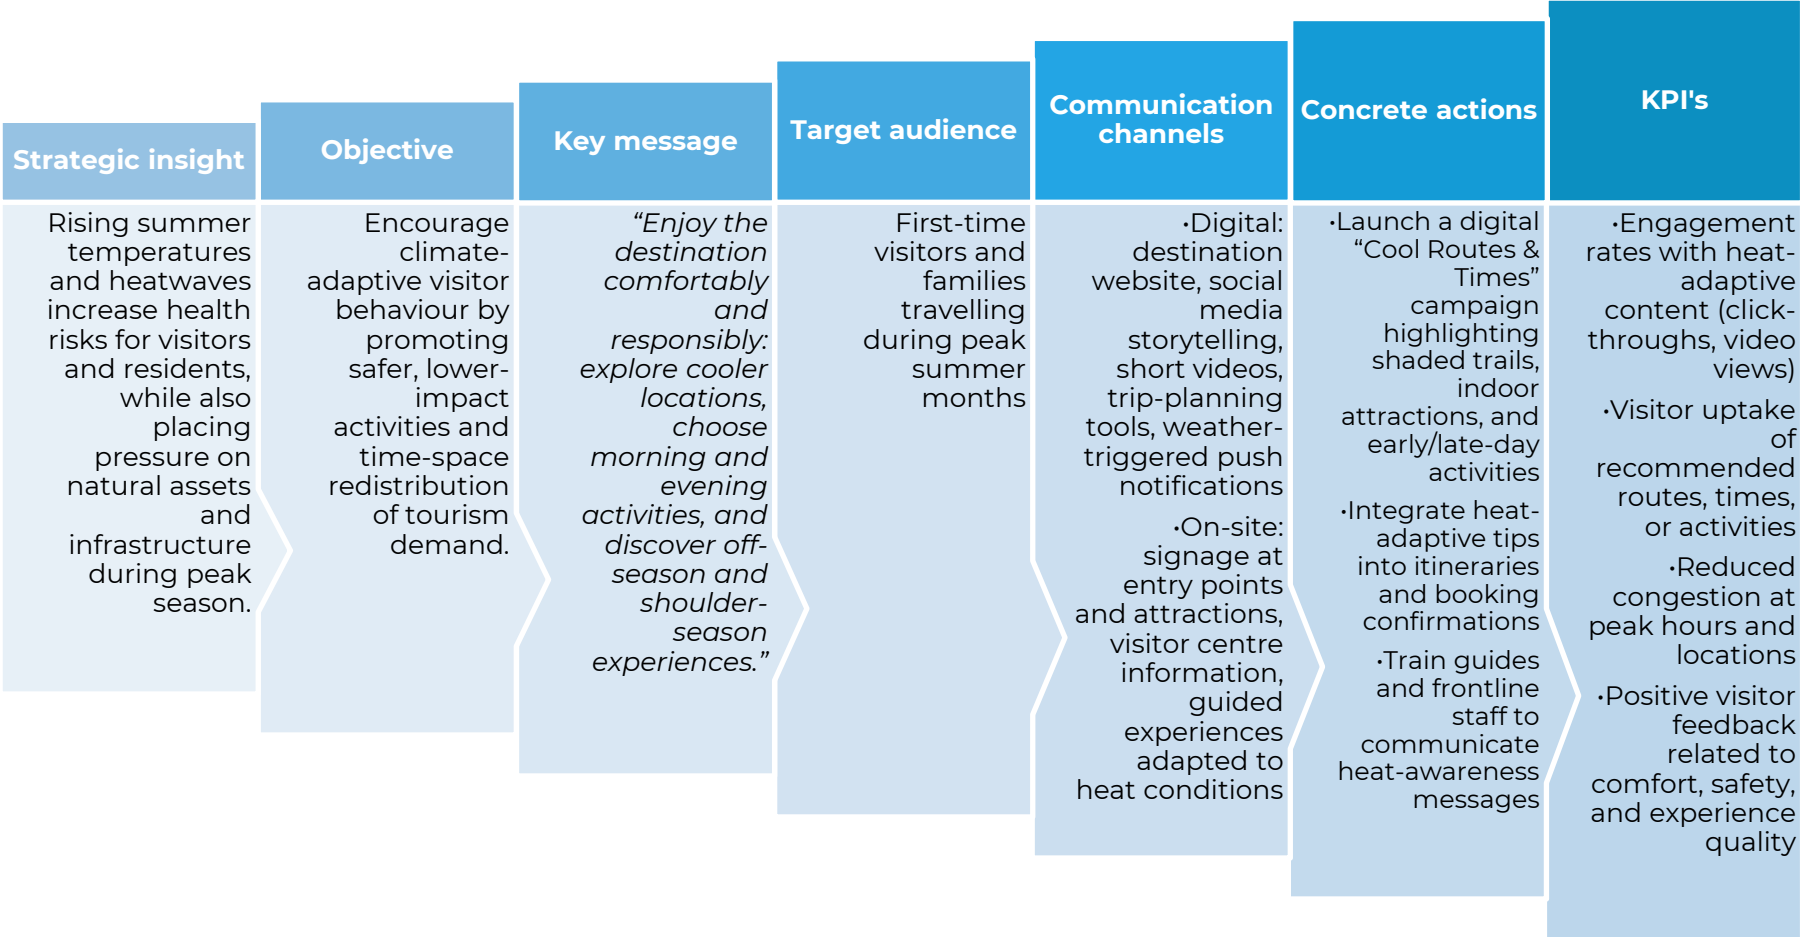 Strategic insight
Rising summer
temperatures
and heatwaves
increase health
risks for visitors
and residents,
while also
placing
pressure on
natural assets
and
infrastructure
during peak
season.
Objective
Encourage
climate-
adaptive visitor
behaviour by
promoting
safer, lower-
impact
activities and
time-space
redistribution
of tourism
demand.
Key message
“Enjoy the
destination
comfortably
and
responsibly:
explore cooler
locations,
choose
morning and
evening
activities, and
discover off-
season and
shoulder-
season
experiences.”
Target audience
First-time
visitors and
families
travelling
during peak
summer
months
Communication
channels
•Digital:
destination
website, social
media
storytelling,
short videos,
trip-planning
tools, weather-
triggered push
notifications
•On-site:
signage at
entry points
and attractions,
visitor centre
information,
guided
experiences
adapted to
heat conditions
Concrete actions
•Launch a digital
“Cool Routes &
Times”
campaign
highlighting
shaded trails,
indoor
attractions, and
early/late-day
activities
•Integrate heat-
adaptive tips
into itineraries
and booking
confirmations
•Train guides
and frontline
staff to
communicate
heat-awareness
messages
KPI's
•Engagement
rates with heat-
adaptive
content (click-
throughs, video
views)
•Visitor uptake
of
recommended
routes, times,
or activities
•Reduced
congestion at
peak hours and
locations
•Positive visitor
feedback
related to
comfort, safety,
and experience
quality